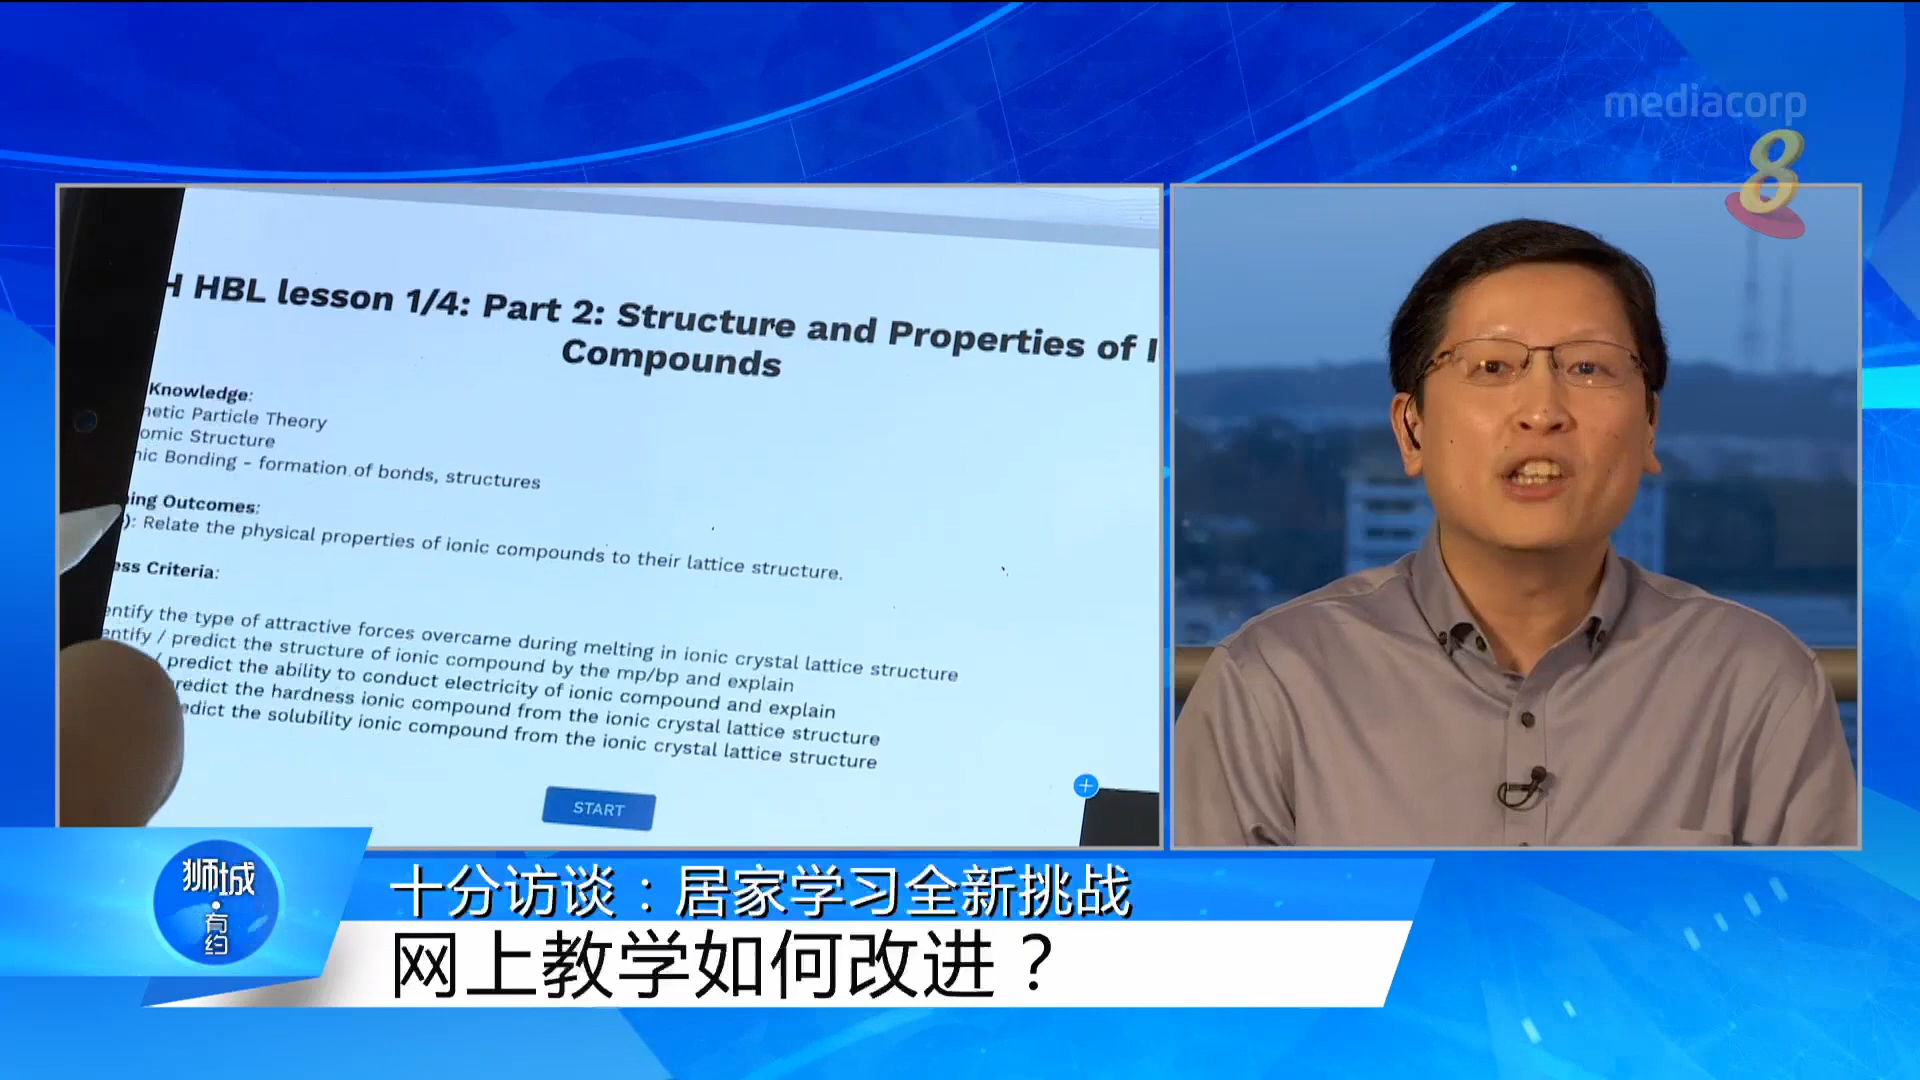 mediacorp
8
H HBL lesson 1/4: Part 2: Structure and Properties of I
Compounds
Knowledge:
netic Particle Theory
omic Structure
nic Bonding - formation of bonds, structures
ing Outcomes:
): Relate the physical properties of ionic compounds to their lattice structure.
ess Criteria:
entify the type of attractive forces overcame during melting in ionic crystal lattice structure
entify / predict the structure of ionic compound by the mp/bp and explain
/ predict the ability to conduct electricity of ionic compound and explain
redict the hardness ionic compound from the ionic crystal lattice structure
edict the solubility ionic compound from the ionic crystal lattice structure
START
狮城
有约
十分访谈：居家学习全新挑战
网上教学如何改进？